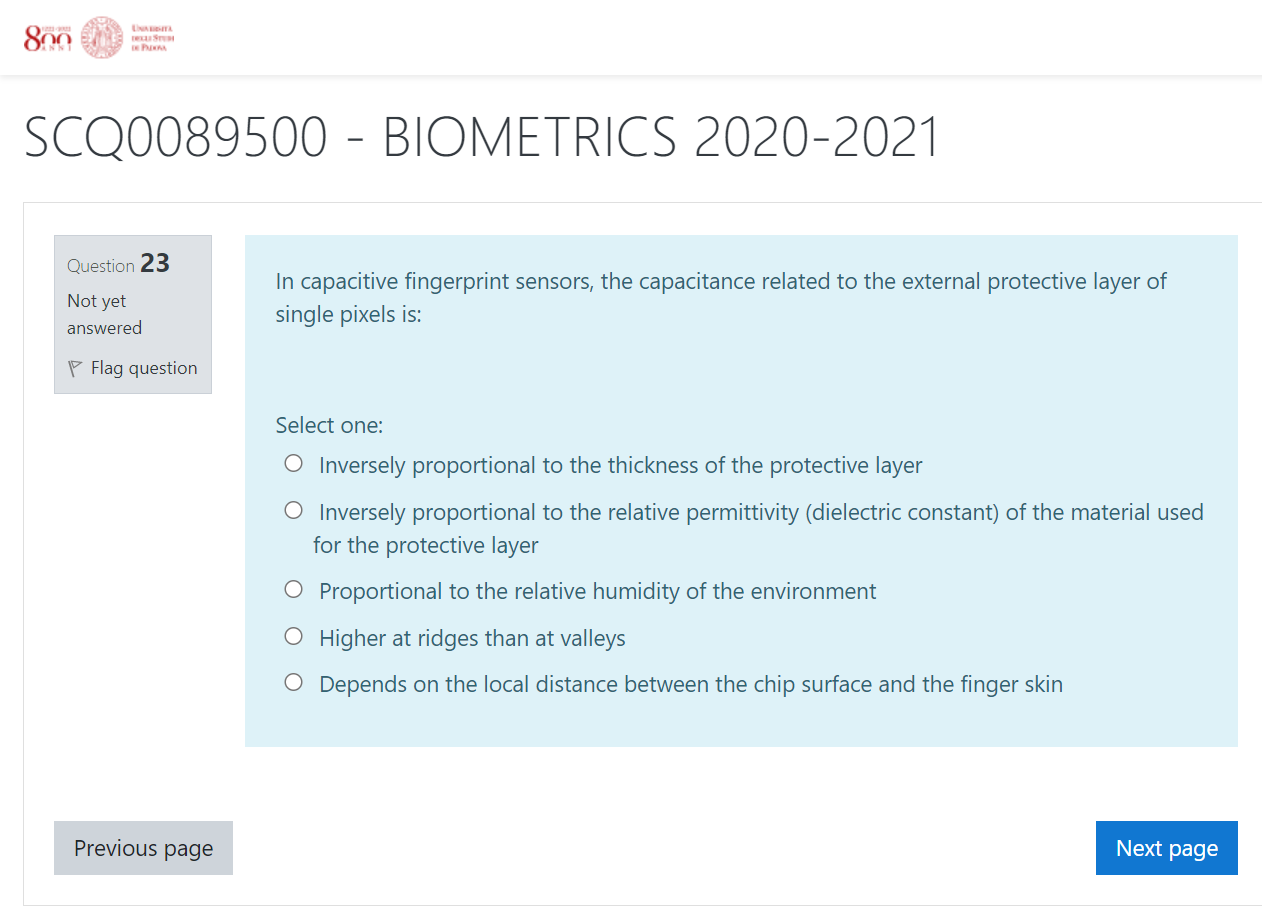 800 1222-2022
ANNI
UNIVERSITÀ
DEGLI STUDI
DI PADOVA
SCQ0089500 - BIOMETRICS 2020-2021
Question 23
Not yet
answered
Flag question
In capacitive fingerprint sensors, the capacitance related to the external protective layer of
single pixels is:
Select one:
Inversely proportional to the thickness of the protective layer
Inversely proportional to the relative permittivity (dielectric constant) of the material used
for the protective layer
Proportional to the relative humidity of the environment
Higher at ridges than at valleys
Depends on the local distance between the chip surface and the finger skin
Previous page
Next page